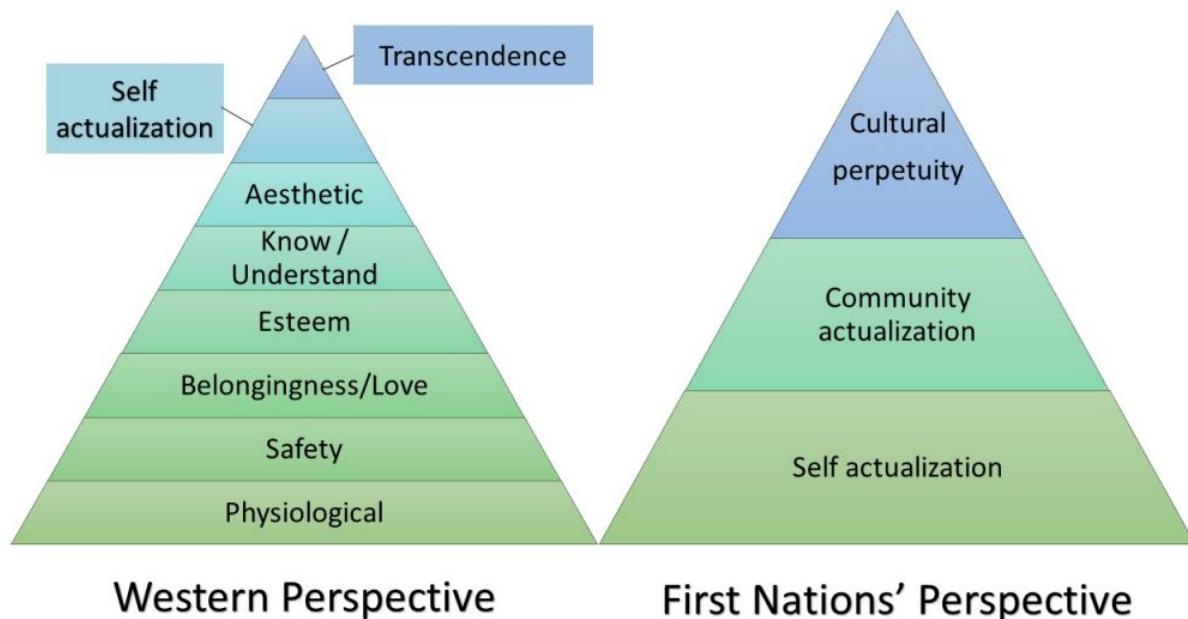 Transcendence
Self
actualization
Aesthetic
Know /
Understand
Esteem
Belongingness/Love
Safety
Physiological
Western Perspective
Cultural
perpetuity
Community
actualization
Self actualization
First Nations’ Perspective